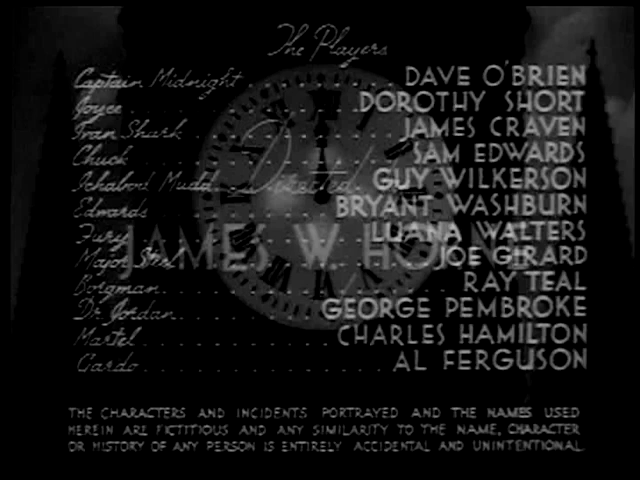 The Players
Captain Midnight . . . . . . . . . DAVE O'BRIEN
Joyce . . . . . . . . . . . . DOROTHY SHORT
Ivan Shark . . . . . . . . . . . JAMES CRAVEN
Chuck . . . . . . . . . . . . . SAM EDWARDS
Ichabod Mudd . . . . . . . . GUY WILKERSON
Directed
Edwards . . . . . . . . . . BRYANT WASHBURN
Fury . . . . . . . . . . . . . LUANA WALTERS
JAMES W. HORNE
Major Steel . . . . . . . . . . . JOE GIRARD
Borgman . . . . . . . . . . . . . RAY TEAL
Dr. Jordan . . . . . . . . . GEORGE PEMBROKE
Martel . . . . . . . . . . . CHARLES HAMILTON
Gardo . . . . . . . . . . . . . AL FERGUSON
THE CHARACTERS AND INCIDENTS PORTRAYED AND THE NAMES USED
HEREIN ARE FICTITIOUS AND ANY SIMILARITY TO THE NAME, CHARACTER
OR HISTORY OF ANY PERSON IS ENTIRELY ACCIDENTAL AND UNINTENTIONAL.